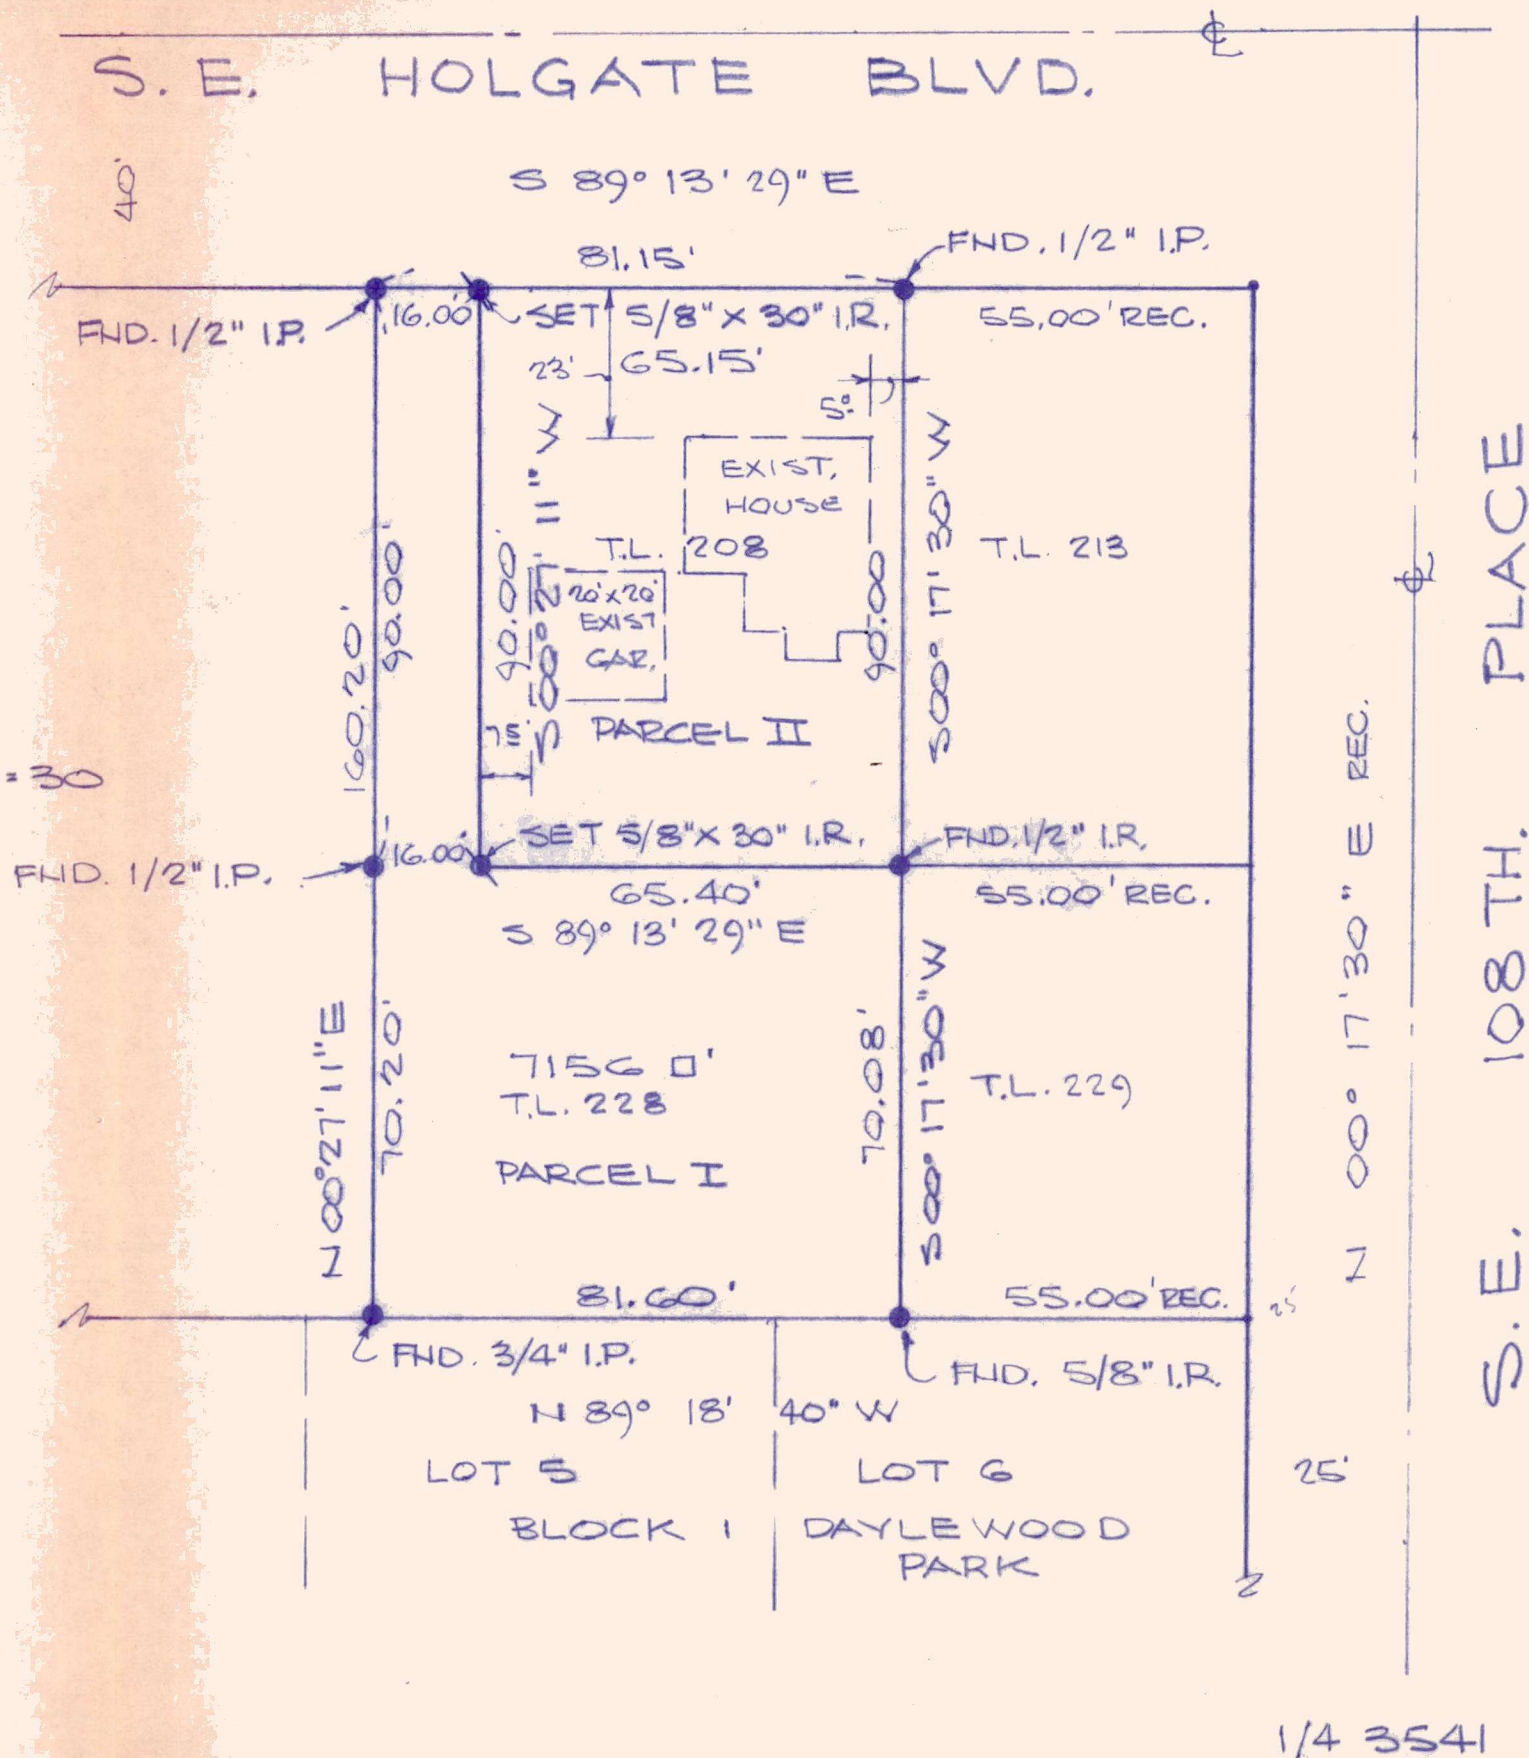 S. E. HOLGATE BLVD.
40'
S 89° 13' 29" E
81.15'
FND. 1/2" I.P.
FND. 1/2" I.P.
16.00'
SET 5/8" X 30" I.R.
55.00' REC.
23'
65.15'
5'
EXIST.
HOUSE
T.L. 208
20' x 20'
EXIST
GAR.
160.20'
90.00'
90.00'
S 00° 27' 11" W
90.00
S00° 17' 30" W
T.L. 213
PARCEL II
= 30
FND. 1/2" I.P.
16.00'
SET 5/8" X 30" I.R.
FND. 1/2" I.R.
65.40'
55.00' REC.
S 89° 13' 29" E
N 00° 27' 11" E
70.20'
7156 □'
T.L. 228
PARCEL I
70.08'
S00° 17' 30" W
T.L. 229
N 00° 17' 30" E REC.
S.E. 108 TH. PLACE
81.60'
55.00' REC.
25'
FND. 3/4" I.P.
FND. 5/8" I.R.
N 89° 18' 40" W
LOT 5
LOT 6
25'
BLOCK 1
DAYLEWOOD
PARK
1/4 3541